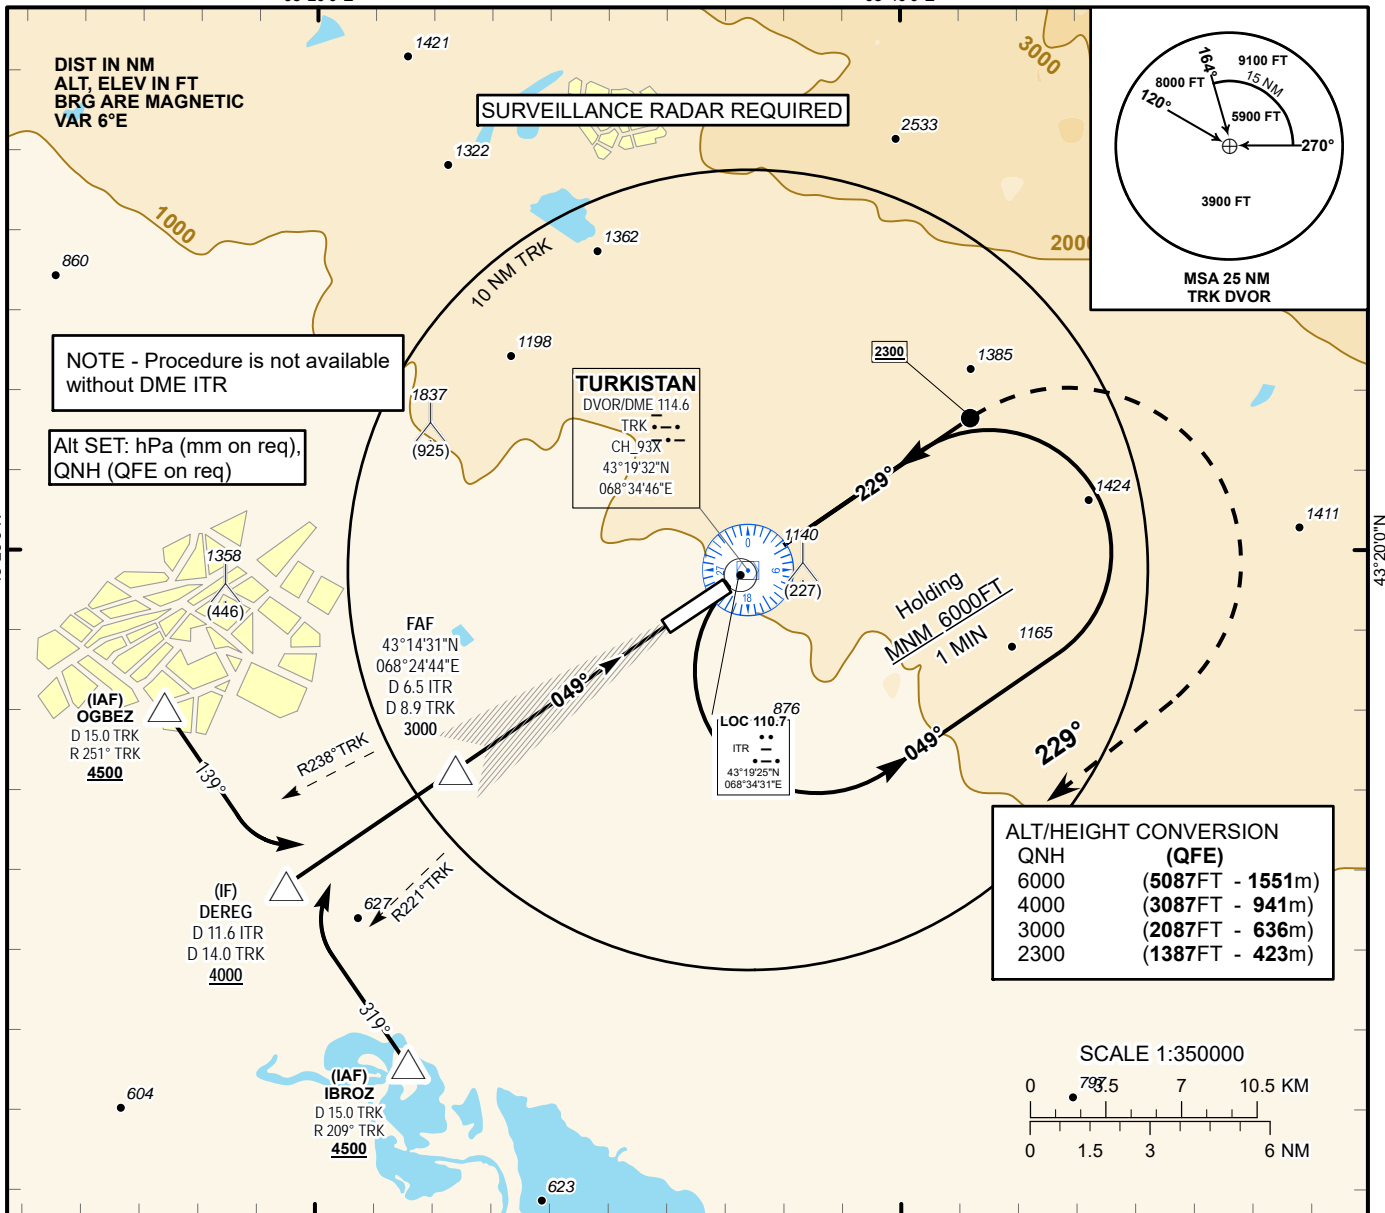 DIST IN NM
ALT, ELEV IN FT
BRG ARE MAGNETIC
VAR 6°E
SURVEILLANCE RADAR REQUIRED
1421
1322
2533
3000
2000
1000
860
1362
10 NM TRK
1198
164°
9100 FT
8000 FT
15 NM
120°
5900 FT
270°
3900 FT
MSA 25 NM
TRK DVOR
NOTE - Procedure is not available
without DME ITR
Alt SET: hPa (mm on req),
QNH (QFE on req)
1837
(925)
TURKISTAN
DVOR/DME 114.6
TRK
CH 93X
43°19'32"N
068°34'46"E
2300
1385
229°
1424
1411
43°20'0"N
1140
(227)
0
9
18
27
1358
(446)
Holding
MNM 6000FT
1 MIN
1165
FAF
43°14'31"N
068°24'44"E
D 6.5 ITR
D 8.9 TRK
3000
049°
(IAF)
OGBEZ
D 15.0 TRK
R 251° TRK
4500
139°
R238°TRK
876
LOC 110.7
ITR
43°19'25"N
068°34'31"E
049°
229°
(IF)
DEREG
D 11.6 ITR
D 14.0 TRK
4000
627
R221°TRK
319°
(IAF)
IBROZ
D 15.0 TRK
R 209° TRK
4500
604
623
ALT/HEIGHT CONVERSION
QNH (QFE)
6000 (5087FT - 1551m)
4000 (3087FT - 941m)
3000 (2087FT - 636m)
2300 (1387FT - 423m)
SCALE 1:350000
797
0 3.5 7 10.5 KM
0 1.5 3 6 NM